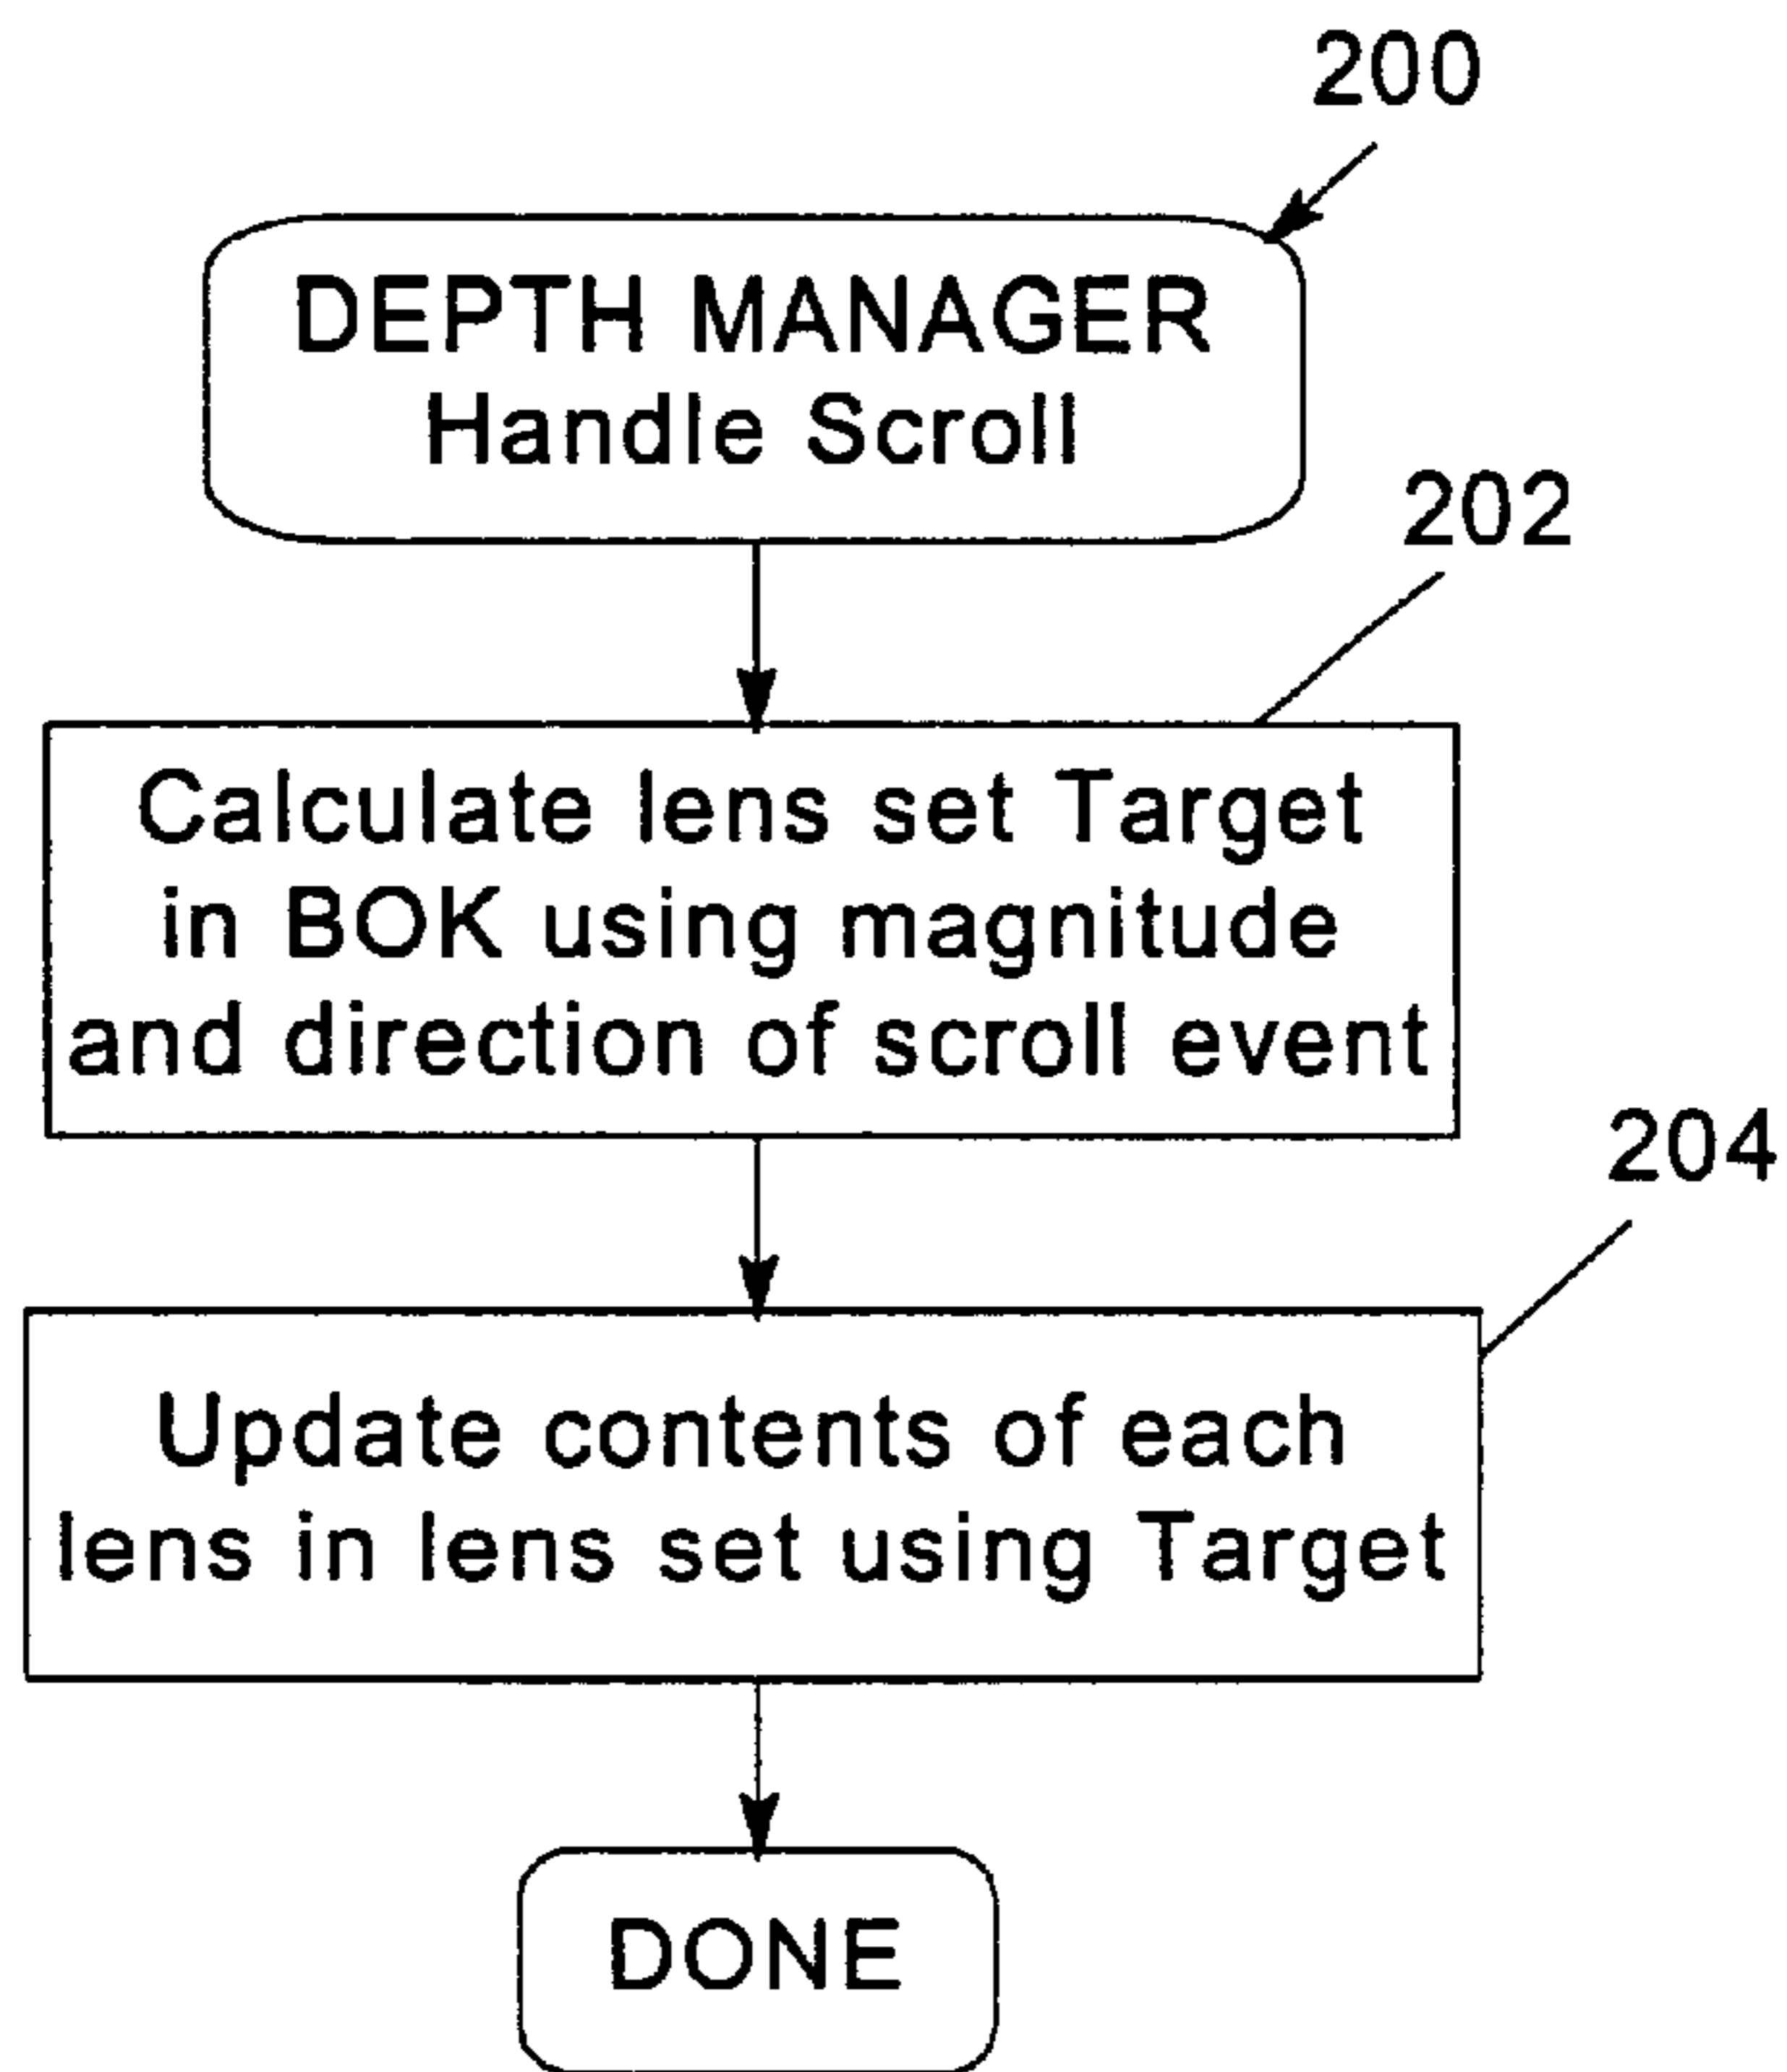 200
DEPTH MANAGER
Handle Scroll
202
Calculate lens set Target
in BOK using magnitude
and direction of scroll event
204
Update contents of each
lens in lens set using Target
DONE